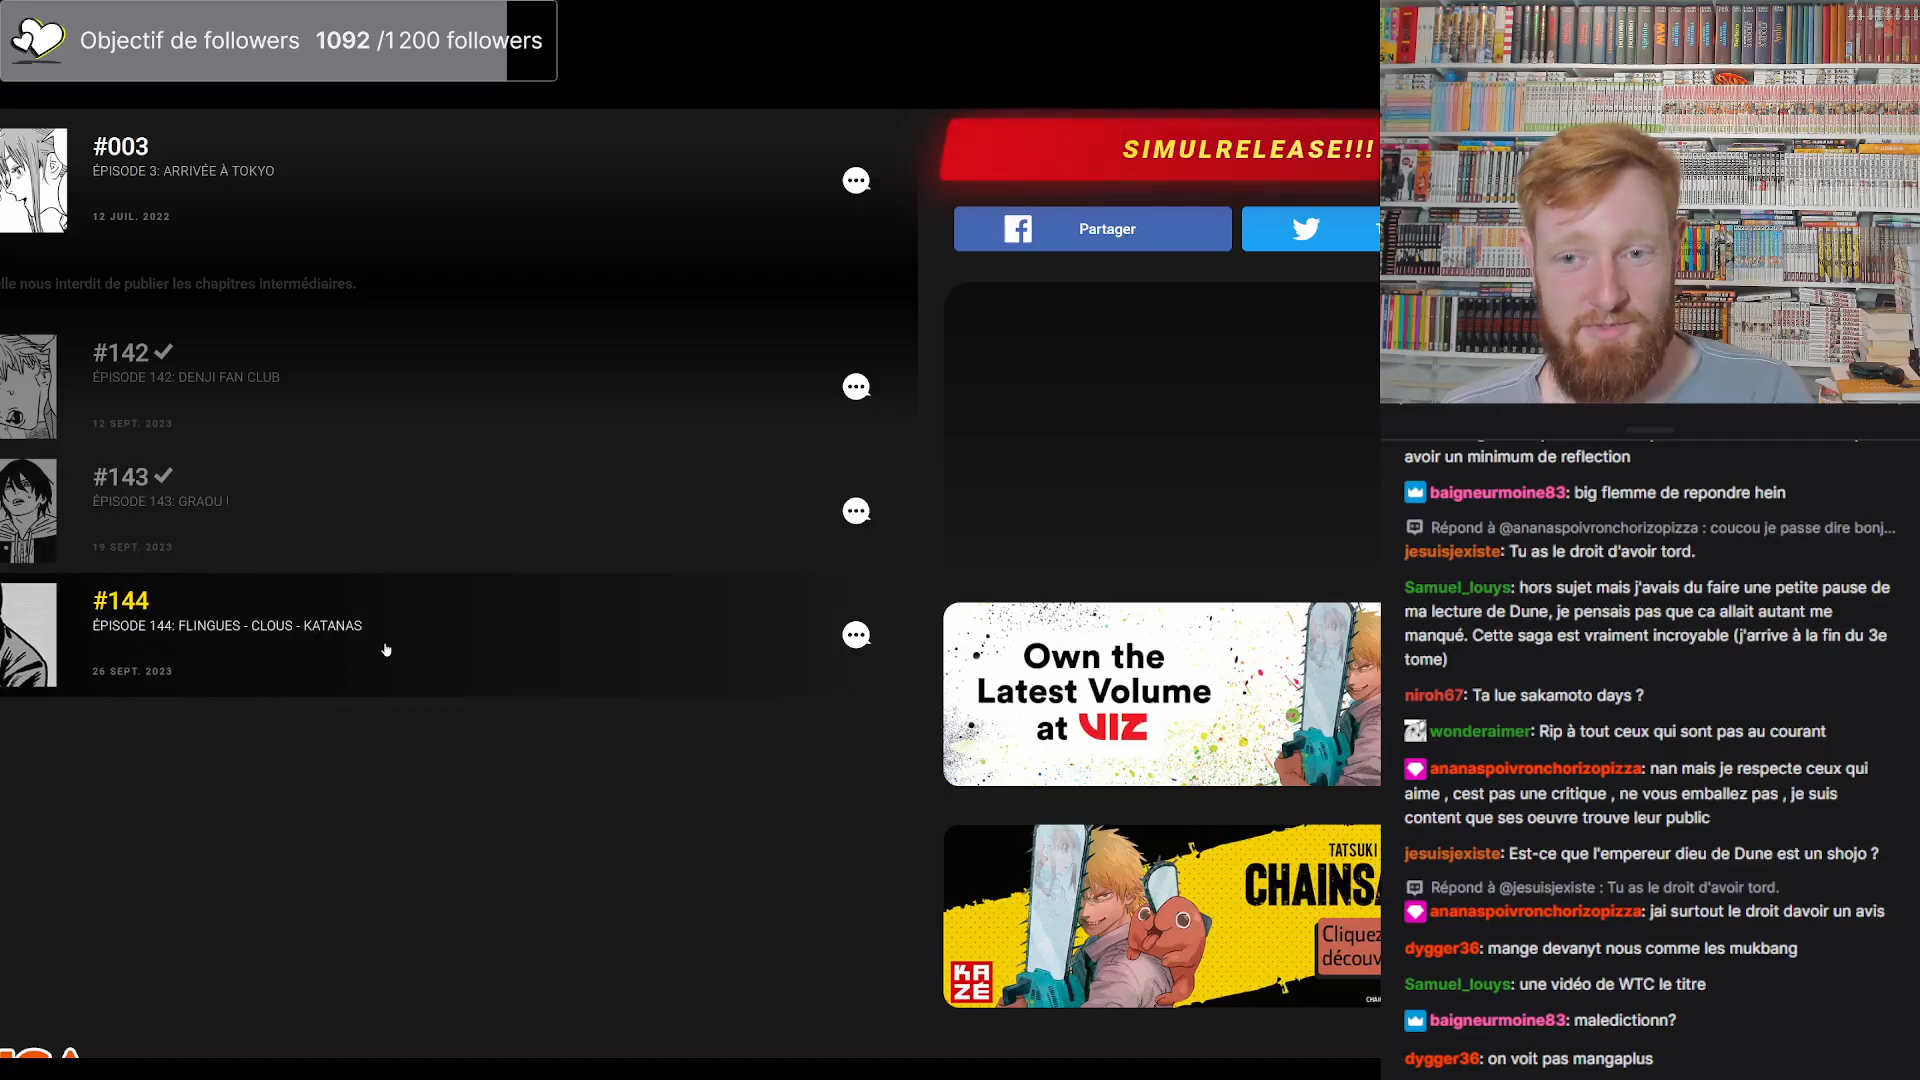 Objectif de followers 1092 /1200 followers
#003
ÉPISODE 3: ARRIVÉE À TOKYO
12 JUIL. 2022
elle nous interdit de publier les chapitres intermédiaires.
#142
ÉPISODE 142: DENJI FAN CLUB
12 SEPT. 2023
#143
ÉPISODE 143: GRAOU !
19 SEPT. 2023
#144
ÉPISODE 144: FLINGUES - CLOUS - KATANAS
26 SEPT. 2023
SIMULRELEASE!!!
Partager
Own the
Latest Volume
at VIZ
TATSUKI
CHAINSA
Cliquez
découv
KAZÉ
avoir un minimum de reflection
baigneurmoine83: big flemme de repondre hein
Répond à @ananaspoivronchorizopizza : coucou je passe dire bonj...
jesuisjexiste: Tu as le droit d'avoir tord.
Samuel_louys: hors sujet mais j'avais du faire une petite pause de
ma lecture de Dune, je pensais pas que ca allait autant me
manqué. Cette saga est vraiment incroyable (j'arrive à la fin du 3e
tome)
niroh67: Ta lue sakamoto days ?
wonderaimer: Rip à tout ceux qui sont pas au courant
ananaspoivronchorizopizza: nan mais je respecte ceux qui
aime , cest pas une critique , ne vous emballez pas , je suis
content que ses oeuvre trouve leur public
jesuisjexiste: Est-ce que l'empereur dieu de Dune est un shojo ?
Répond à @jesuisjexiste : Tu as le droit d'avoir tord.
ananaspoivronchorizopizza: jai surtout le droit davoir un avis
dygger36: mange devanyt nous comme les mukbang
Samuel_louys: une vidéo de WTC le titre
baigneurmoine83: maledictionn?
dygger36: on voit pas mangaplus